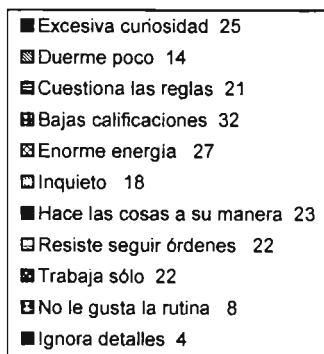 Excesiva curiosidad 25
Duerme poco 14
Cuestiona las reglas 21
Bajas calificaciones 32
Enorme energía 27
Inquieto 18
Hace las cosas a su manera 23
Resiste seguir órdenes 22
Trabaja sólo 22
No le gusta la rutina 8
Ignora detalles 4